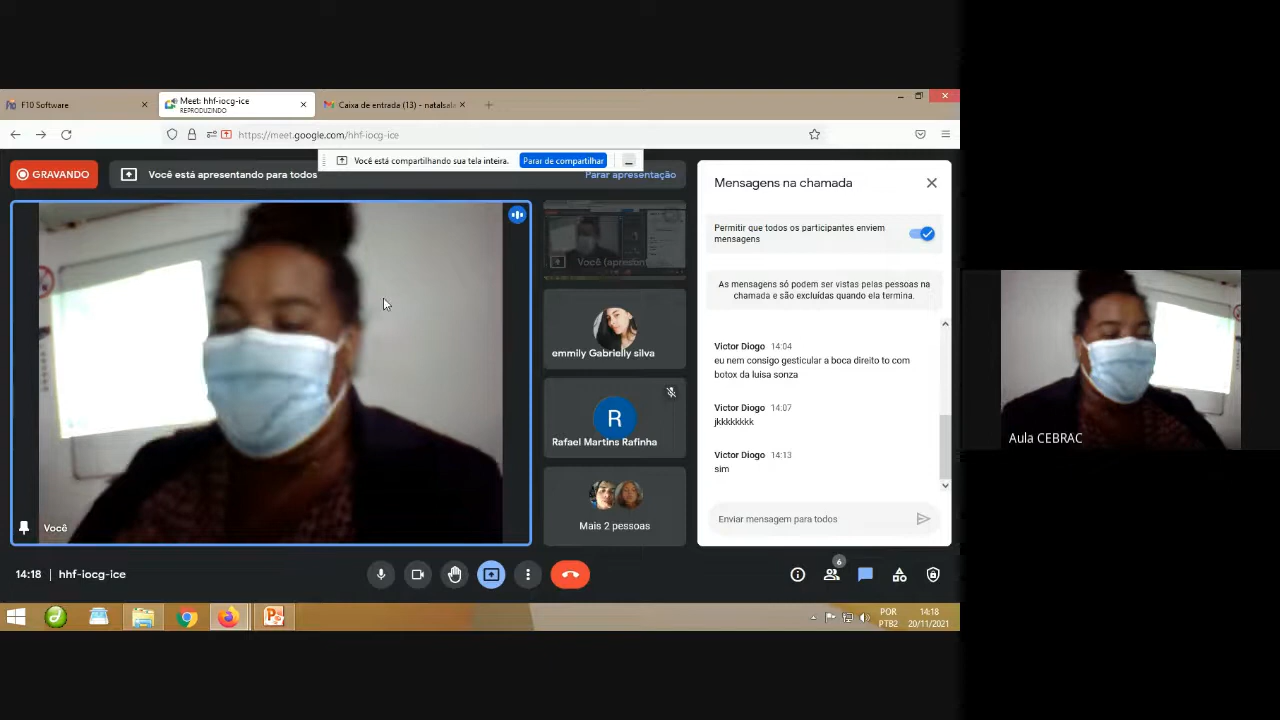 F10 Software
Meet: hhf-iocg-ice
REPRODUZINDO
Caixa de entrada (13) - natalsala
https://meet.google.com/hhf-iocg-ice
Você está compartilhando sua tela inteira.
Parar de compartilhar
GRAVANDO
Você está apresentando para todos
Parar apresentação
Mensagens na chamada
Permitir que todos os participantes enviem
mensagens
As mensagens só podem ser vistas pelas pessoas na
chamada e são excluídas quando ela termina.
Victor Diogo 14:04
eu nem consigo gesticular a boca direito to com
botox da luisa sonza
Victor Diogo 14:07
jkkkkkkkk
Victor Diogo 14:13
sim
Enviar mensagem para todos
Você (apresent
emmily Gabrielly silva
R
Rafael Martins Rafinha
Mais 2 pessoas
Você
Aula CEBRAC
14:18 | hhf-iocg-ice
6
POR
PTB2
14:18
20/11/2021